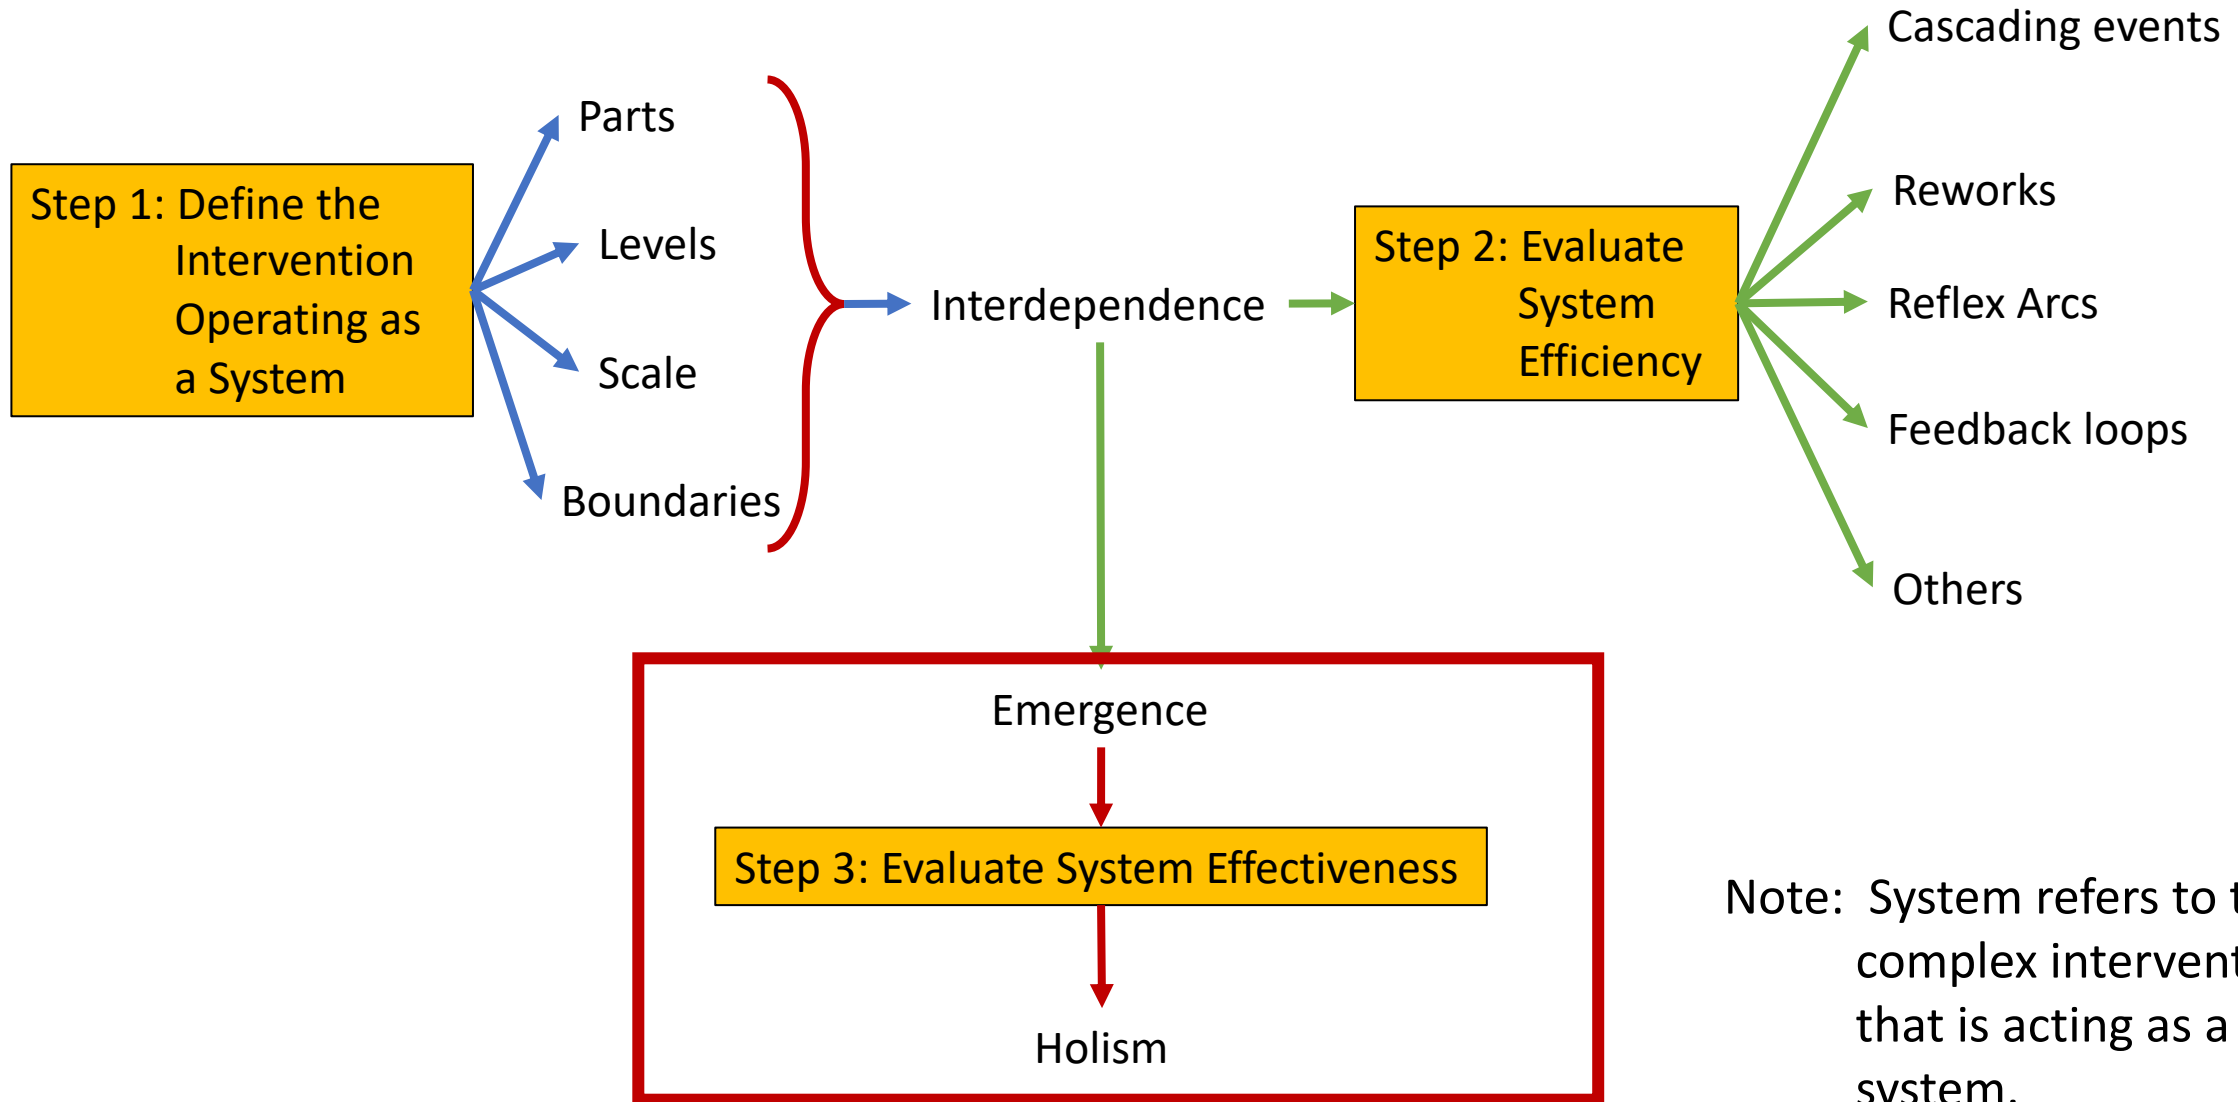 Step 1: Define the
Intervention
Operating as
a System
Parts
Levels
Scale
Boundaries
Interdependence
Step 2: Evaluate
System
Efficiency
Cascading events
Reworks
Reflex Arcs
Feedback loops
Others
Emergence
Step 3: Evaluate System Effectiveness
Holism
Note: System refers to
complex
that is acting as a
system.